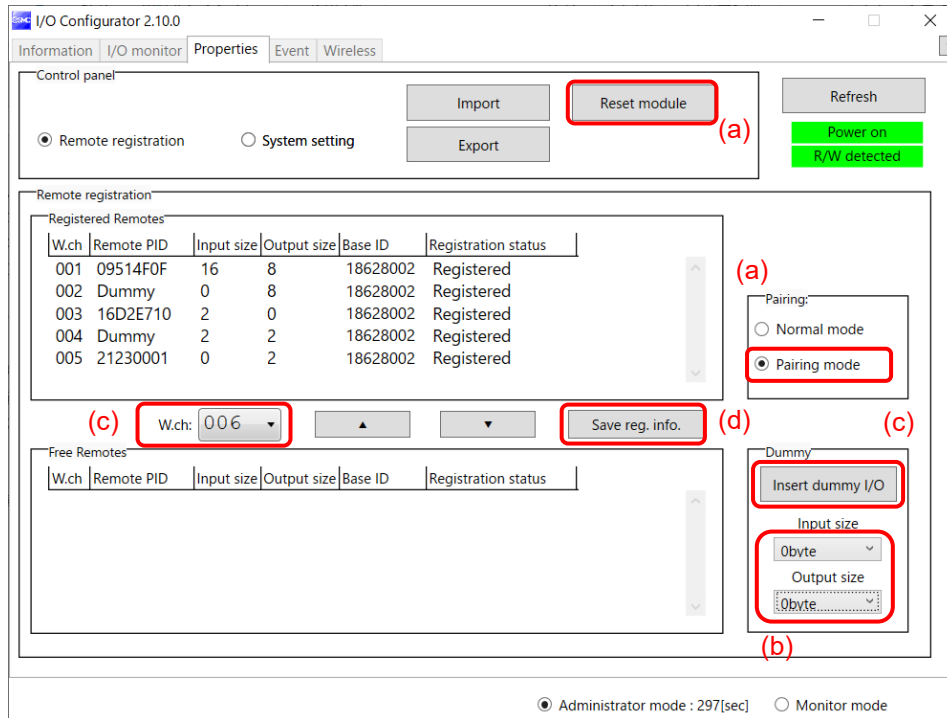 SMC I/O Configurator 2.10.0
Information I/O monitor Properties Event Wireless
Control panel
Import Reset module Refresh
(a)
Remote registration System setting Export Power on
R/W detected
Remote registration
Registered Remotes
W.ch Remote PID Input size Output size Base ID Registration status
001 09514F0F 16 8 18628002 Registered
002 Dummy 0 8 18628002 Registered
003 16D2E710 2 0 18628002 Registered
004 Dummy 2 2 18628002 Registered
005 21230001 0 2 18628002 Registered
(a)
Pairing:
Normal mode
Pairing mode
(c) W.ch: 006 ▲ ▼ Save reg. info. (d) (c)
Free Remotes
W.ch Remote PID Input size Output size Base ID Registration status
Dummy
Insert dummy I/O
Input size
0byte
Output size
0byte
(b)
Administrator mode : 297[sec] Monitor mode